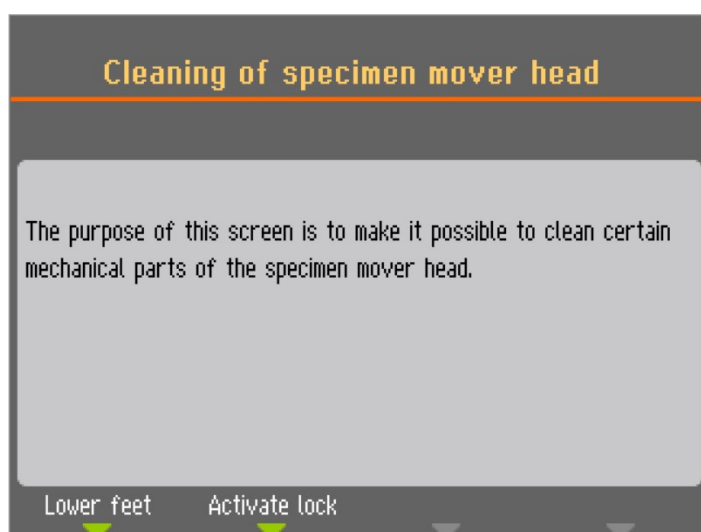 Cleaning of specimen mover head
The purpose of this screen is to make it possible to clean certain
mechanical parts of the specimen mover head.
Lower feet Activate lock